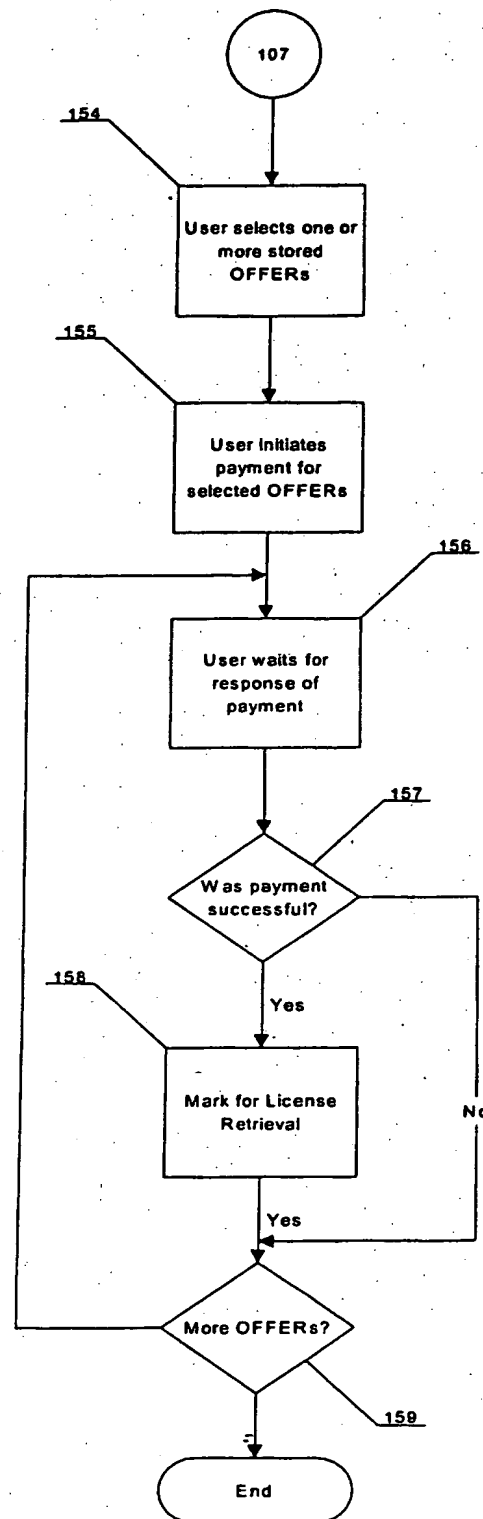 107
154
User selects one or
more stored
OFFERs
155
User initiates
payment for
selected OFFERs
156
User waits for
response of
payment
157
Was payment
successful?
158
Yes
Mark for License
Retrieval
No
Yes
More OFFERs?
159
End